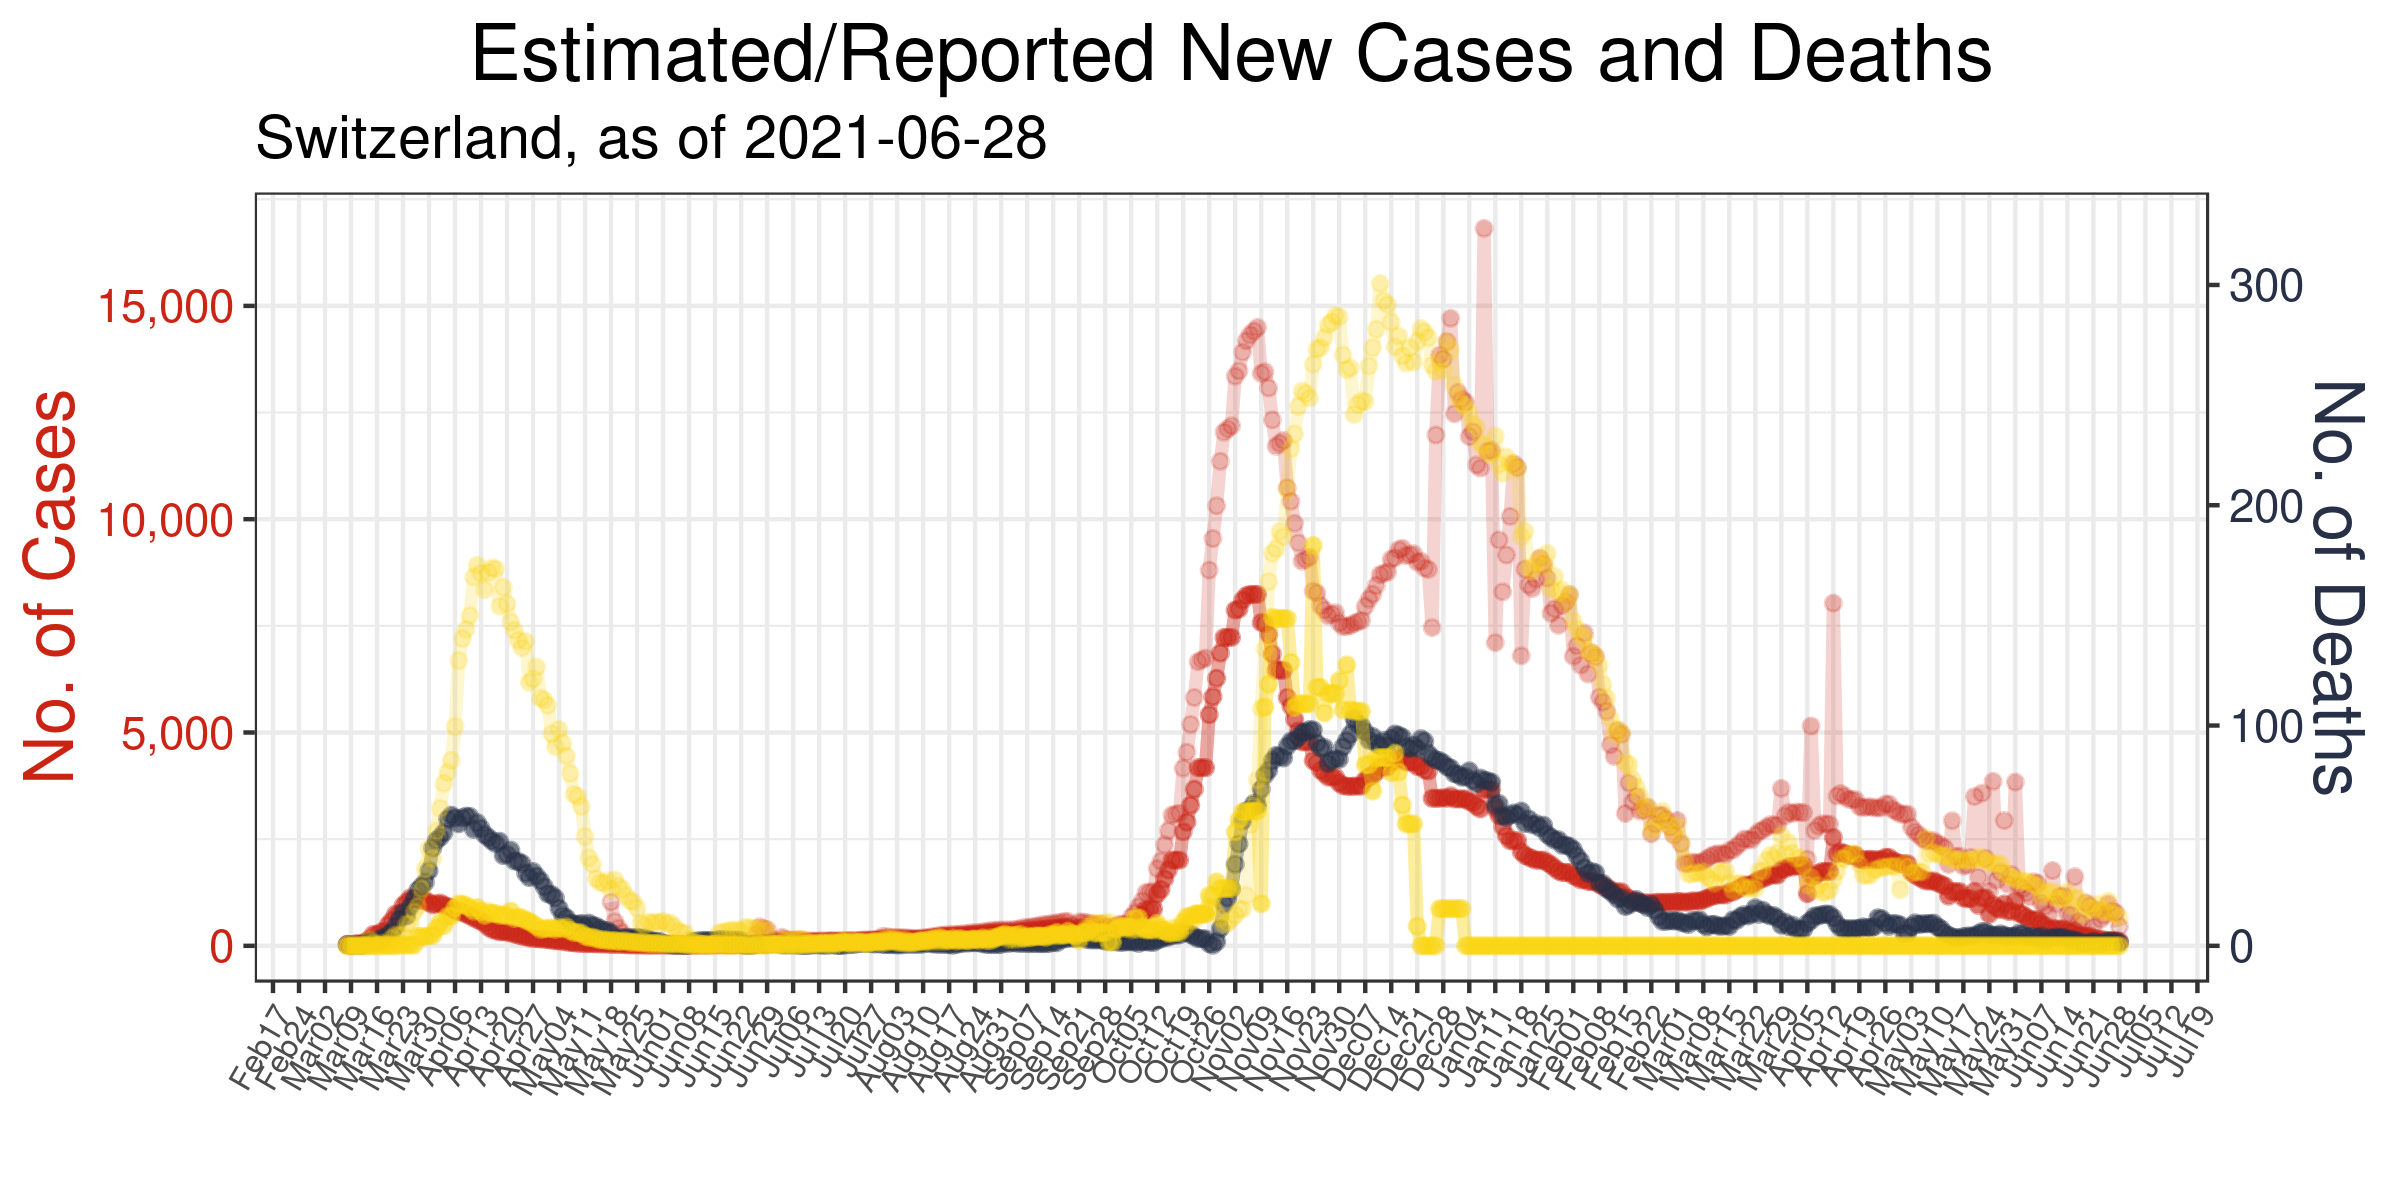 Estimated/Reported New Cases and Deaths
Switzerland, as of 2021-06-28
No. of Cases
15,000
10,000
5,000
0
300
200
100
0
No. of Deaths
Feb17
Feb24
Mar02
Mar09
Mar16
Mar23
Mar30
Apr06
Apr13
Apr20
Apr27
May04
May11
May18
May25
Jun01
Jun08
Jun15
Jun22
Jun29
Jul06
Jul13
Jul20
Jul27
Aug03
Aug10
Aug17
Aug24
Aug31
Sep07
Sep14
Sep21
Sep28
Oct05
Oct12
Oct19
Oct26
Nov02
Nov09
Nov16
Nov23
Nov30
Dec07
Dec14
Dec21
Dec28
Jan04
Jan11
Jan18
Jan25
Feb01
Feb08
Feb15
Feb22
Mar01
Mar08
Mar15
Mar22
Mar29
Apr05
Apr12
Apr19
Apr26
May03
May10
May17
May24
May31
Jun07
Jun14
Jun21
Jun28
Jul05
Jul12
Jul19